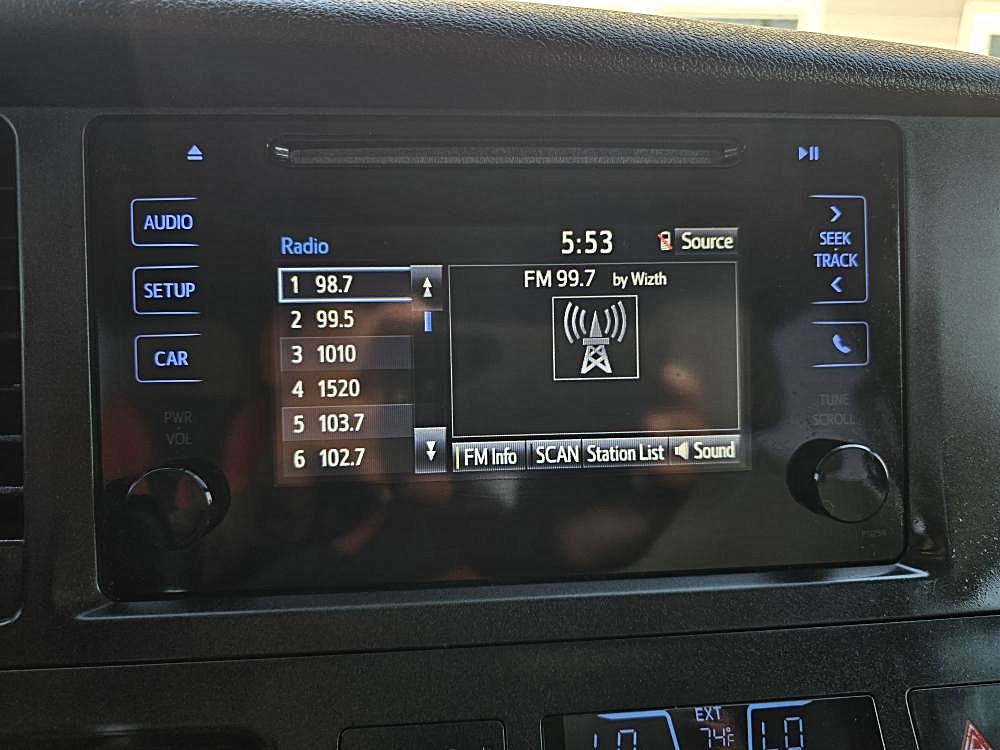 AUDIO
SETUP
CAR
PWR
VOL
Radio
5:53
Source
1 98.7
2 99.5
3 1010
4 1520
5 103.7
6 102.7
FM 99.7 by Wizth
FM Info
SCAN
Station List
Sound
SEEK
TRACK
TUNE
SCROLL
LO
EXT
74°F
LO